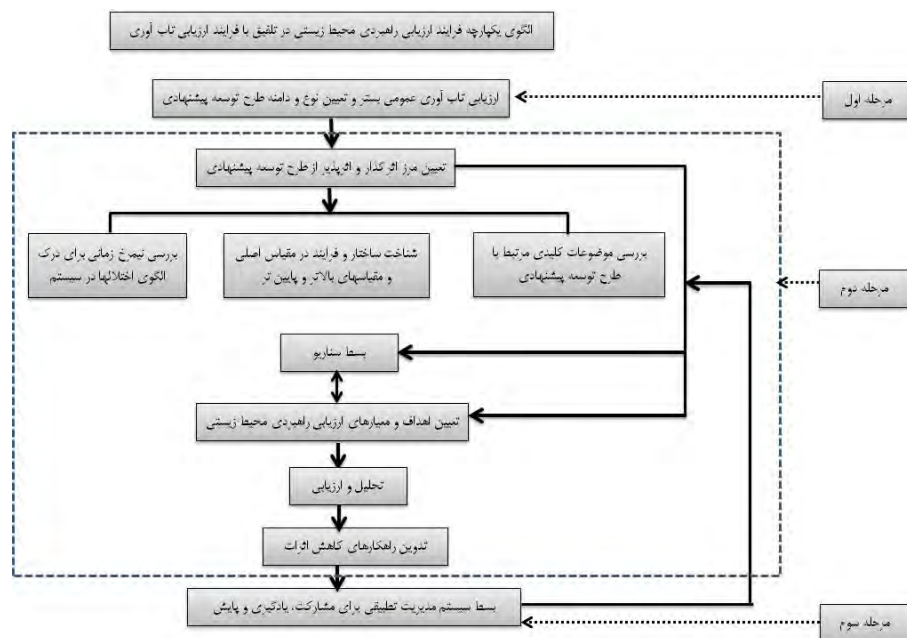 الگوی یکپارچه فرایند ارزیابی راهبردی محیط زیستی در تلفیق با فرایند ارزیابی تاب آوری
ارزیابی تاب آوری عمومی بستر و تعیین نوع و دامنه طرح توسعه پیشنهادی
مرحله اول
تعیین مرز اثر گذار و اثرپذیر از طرح توسعه پیشنهادی
بررسی موضوعات کلیدی مرتبط با
طرح توسعه پیشنهادی
شناخت ساختار و فرایند در مقیاس اصلی
و مقیاسهای بالاتر و پایین تر
بررسی نیمرخ زمانی برای درک
الگوی اختلالها در سیستم
مرحله دوم
بسط سناریو
تعیین اهداف و معیارهای ارزیابی راهبردی محیط زیستی
تحلیل و ارزیابی
تدوین راهکارهای کاهش اثرات
بسط سیستم مدیریت تطبیقی برای مشارکت، یادگیری و پایش
مرحله سوم